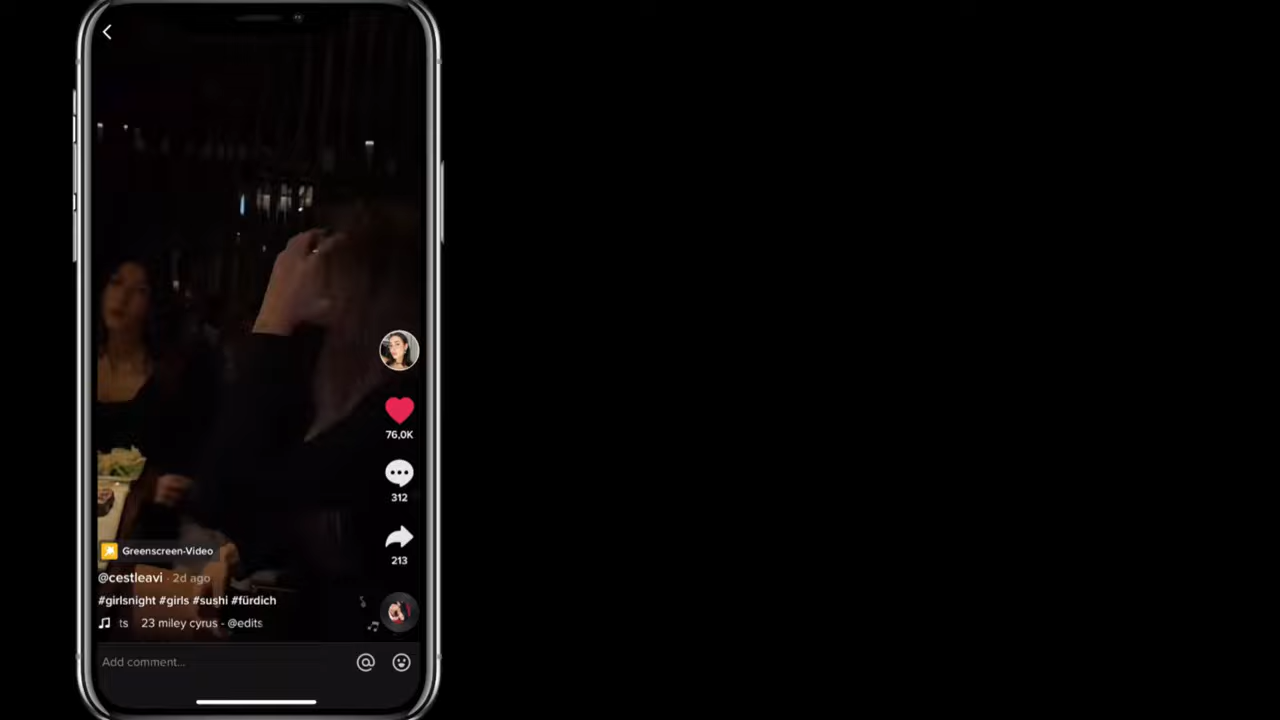 76,0K
312
213
Greenscreen-Video
@cestleavi · 2d ago
#girlsnight #girls #sushi #fürdich
ts 23 miley cyrus - @edits
Add comment...